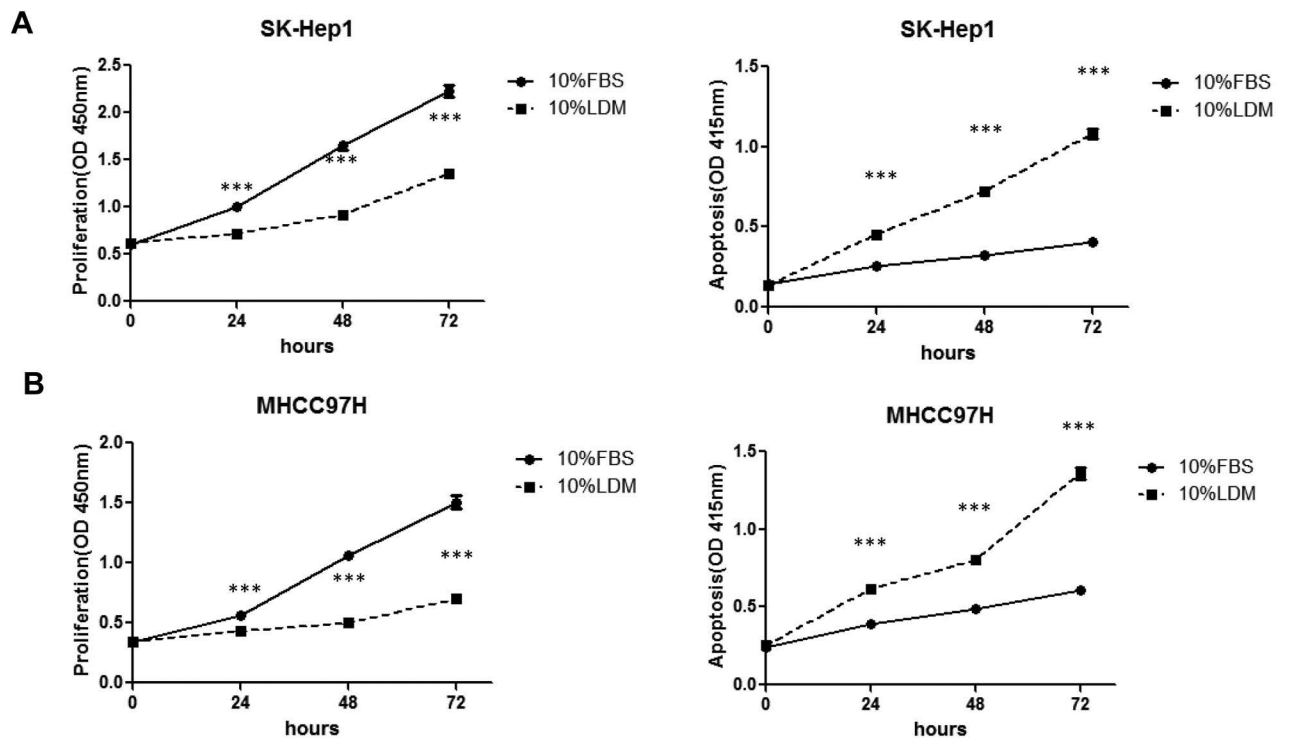 A
SK-Hep1
Proliferation(OD 450nm)
2.5
2.0
1.5
1.0
0.5
0.0
***
***
***
0
24
48
72
hours
10%FBS
10%LDM
SK-Hep1
Apoptosis(OD 415nm)
1.5
1.0
0.5
0.0
***
***
***
0
24
48
72
hours
10%FBS
10%LDM
B
MHCC97H
Proliferation(OD 450nm)
2.0
1.5
1.0
0.5
0.0
***
***
***
0
24
48
72
hours
10%FBS
10%LDM
MHCC97H
Apoptosis(OD 415nm)
1.5
1.0
0.5
0.0
***
***
***
0
24
48
72
hours
10%FBS
10%LDM